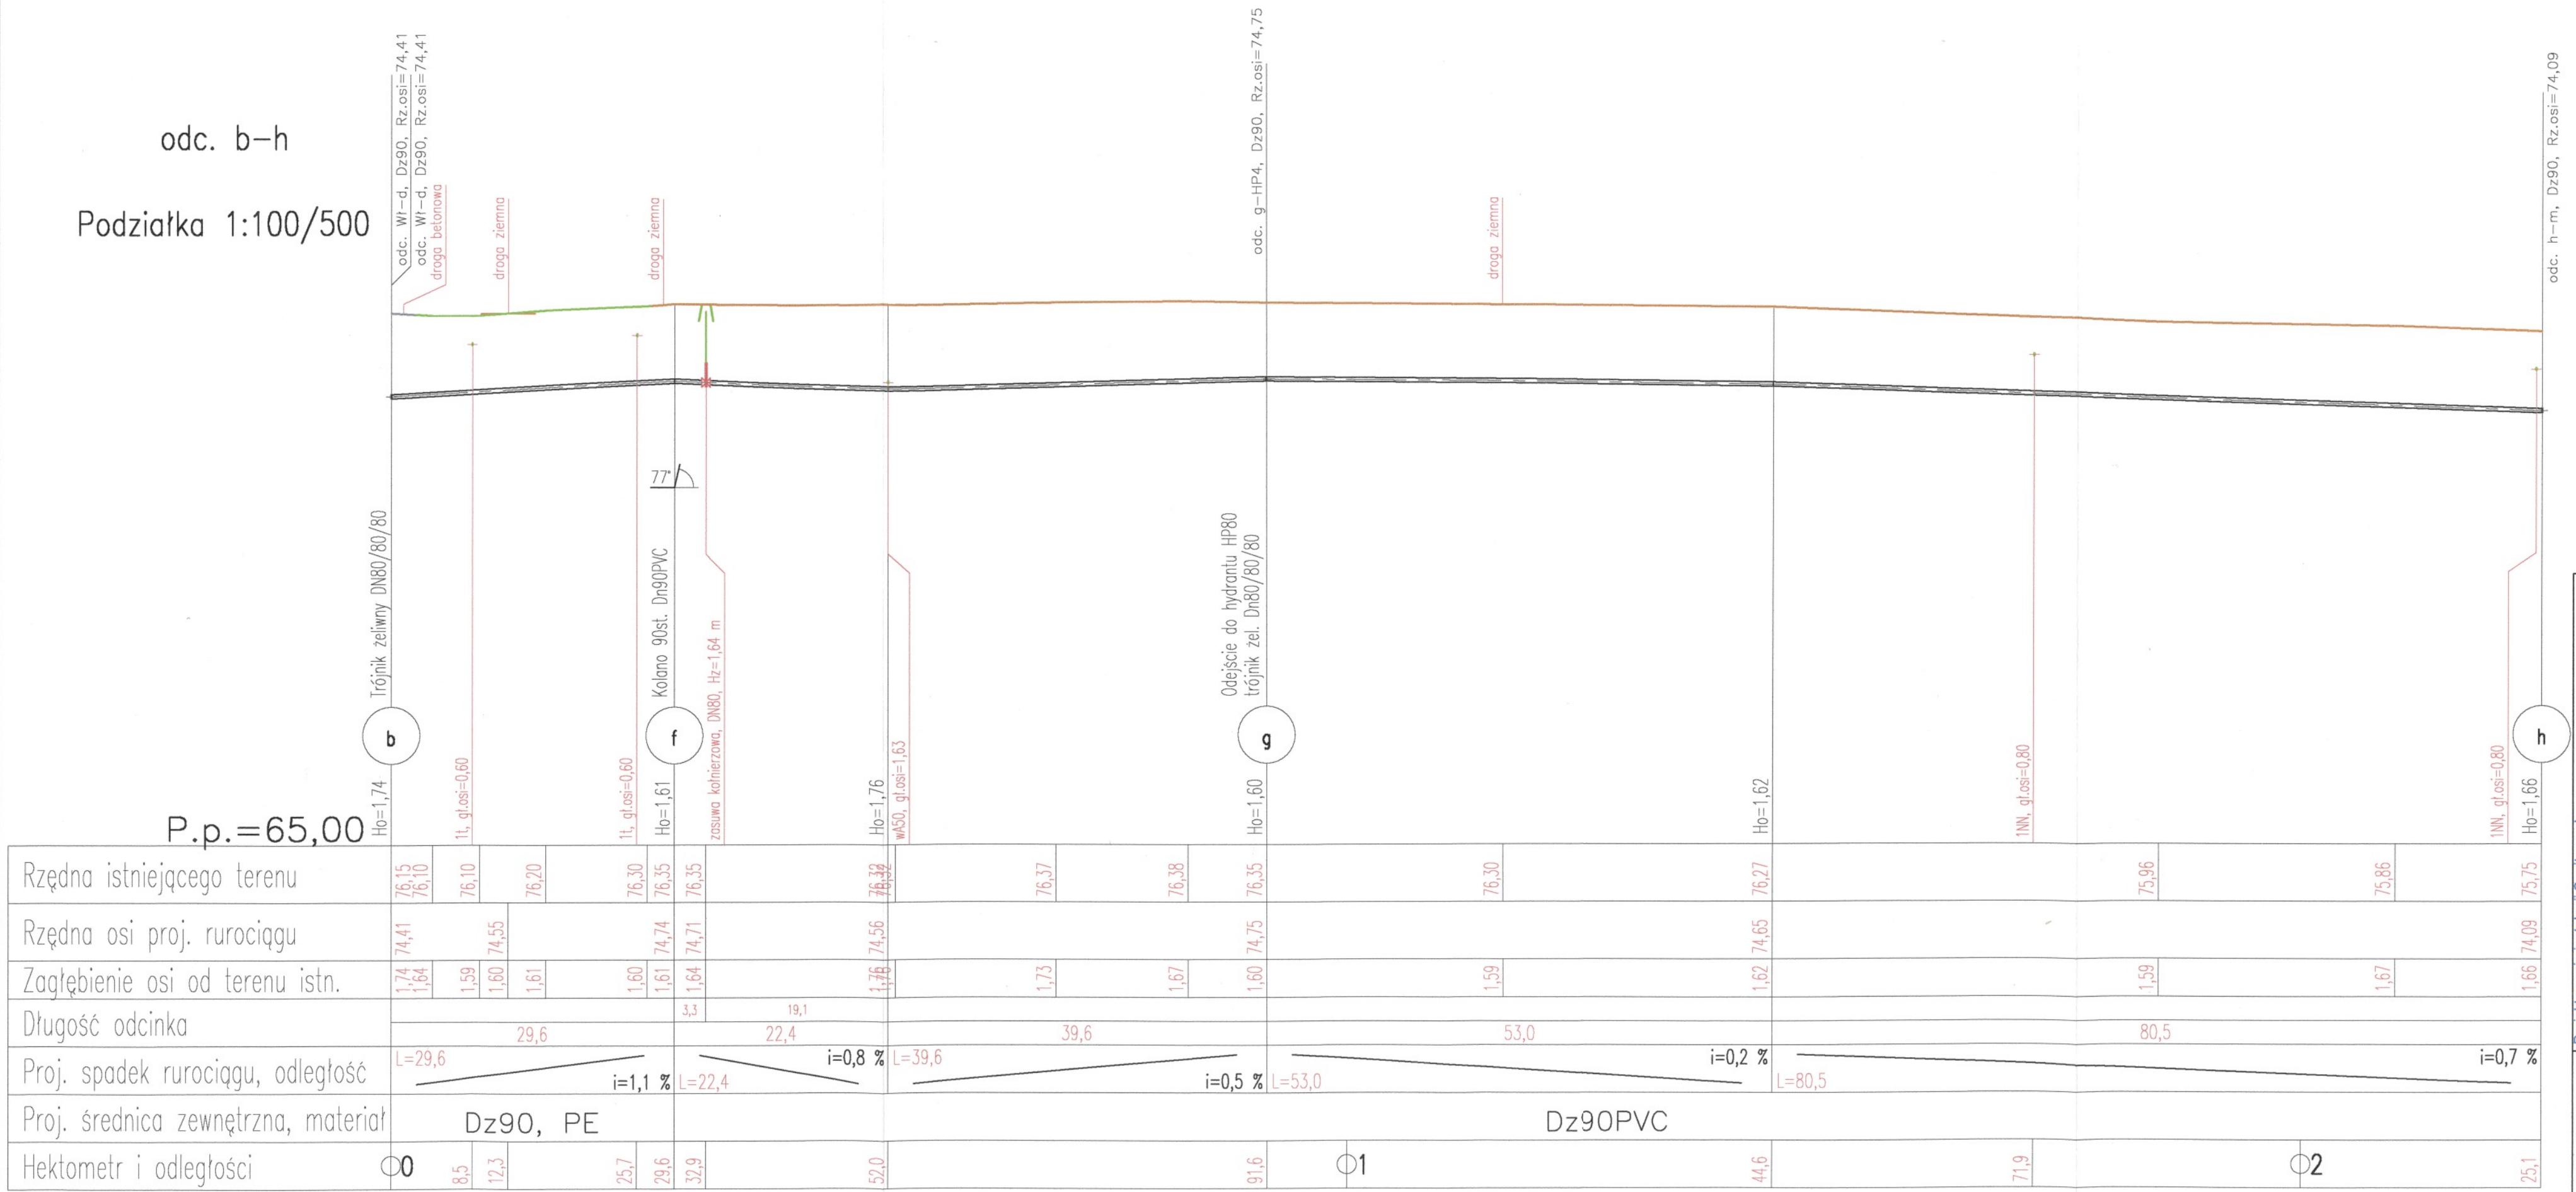 odc. b-h
Podziałka 1:100/500
odc. Wł-d, Dz90, Rz.osi=74,41
odc. Wł-d, Dz90, Rz.osi=74,41
droga betonowa
droga ziemna
droga ziemna
odc. g-HP4, Dz90, Rz.osi=74,75
droga ziemna
odc. h-m, Dz90, Rz.osi=74,09
77°
Trójnik żeliwny DN80/80/80
Kolano 90st. Dn90PVC
zasuwa kołnierzowa, DN80, Hz=1,64 m
Odejście do hydrantu HP80
trójnik żel. Dn80/80/80
b
f
g
h
Ho=1,74
1t, gł.osi=0,60
1t, gł.osi=0,60
Ho=1,61
Ho=1,76
wA50, gł.osi=1,63
Ho=1,60
Ho=1,62
1NN, gł.osi=0,80
1NN, gł.osi=0,80
Ho=1,66
P.p.=65,00
Rzędna istniejącego terenu 76,15 76,10 76,10 76,20 76,30 76,35 76,35 76,32 76,37 76,38 76,35 76,30 76,27 75,96 75,86 75,75
Rzędna osi proj. rurociągu 74,41 74,55 74,74 74,71 74,56 74,75 74,65 74,09
Zagłębienie osi od terenu istn. 1,74 1,64 1,59 1,60 1,61 1,60 1,61 1,64 1,76 1,73 1,67 1,60 1,59 1,62 1,59 1,67 1,66
Długość odcinka 3,3 19,1
29,6 22,4 39,6 53,0 80,5
Proj. spadek rurociągu, odległość L=29,6 i=1,1 % L=22,4 i=0,8 % L=39,6 i=0,5 % L=53,0 i=0,2 % L=80,5 i=0,7 %
Proj. średnica zewnętrzna, materiał Dz90, PE Dz90PVC
Hektometr i odległości 0 8,5 12,3 25,7 29,6 32,9 52,0 91,6 1 44,6 71,9 2 25,1